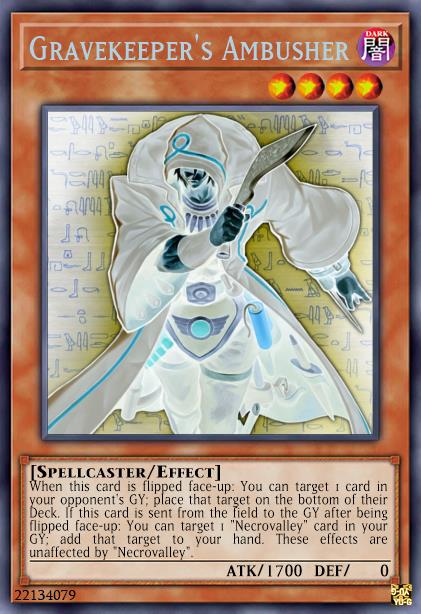 GRAVEKEEPER'S AMBUSHER
DARK
闇
[SPELLCASTER/EFFECT]
When this card is flipped face-up: You can target 1 card in
your opponent's GY; place that target on the bottom of their
Deck. If this card is sent from the field to the GY after being
flipped face-up: You can target 1 "Necrovalley" card in your
GY; add that target to your hand. These effects are
unaffected by "Necrovalley".
ATK/1700 DEF/ 0
22134079